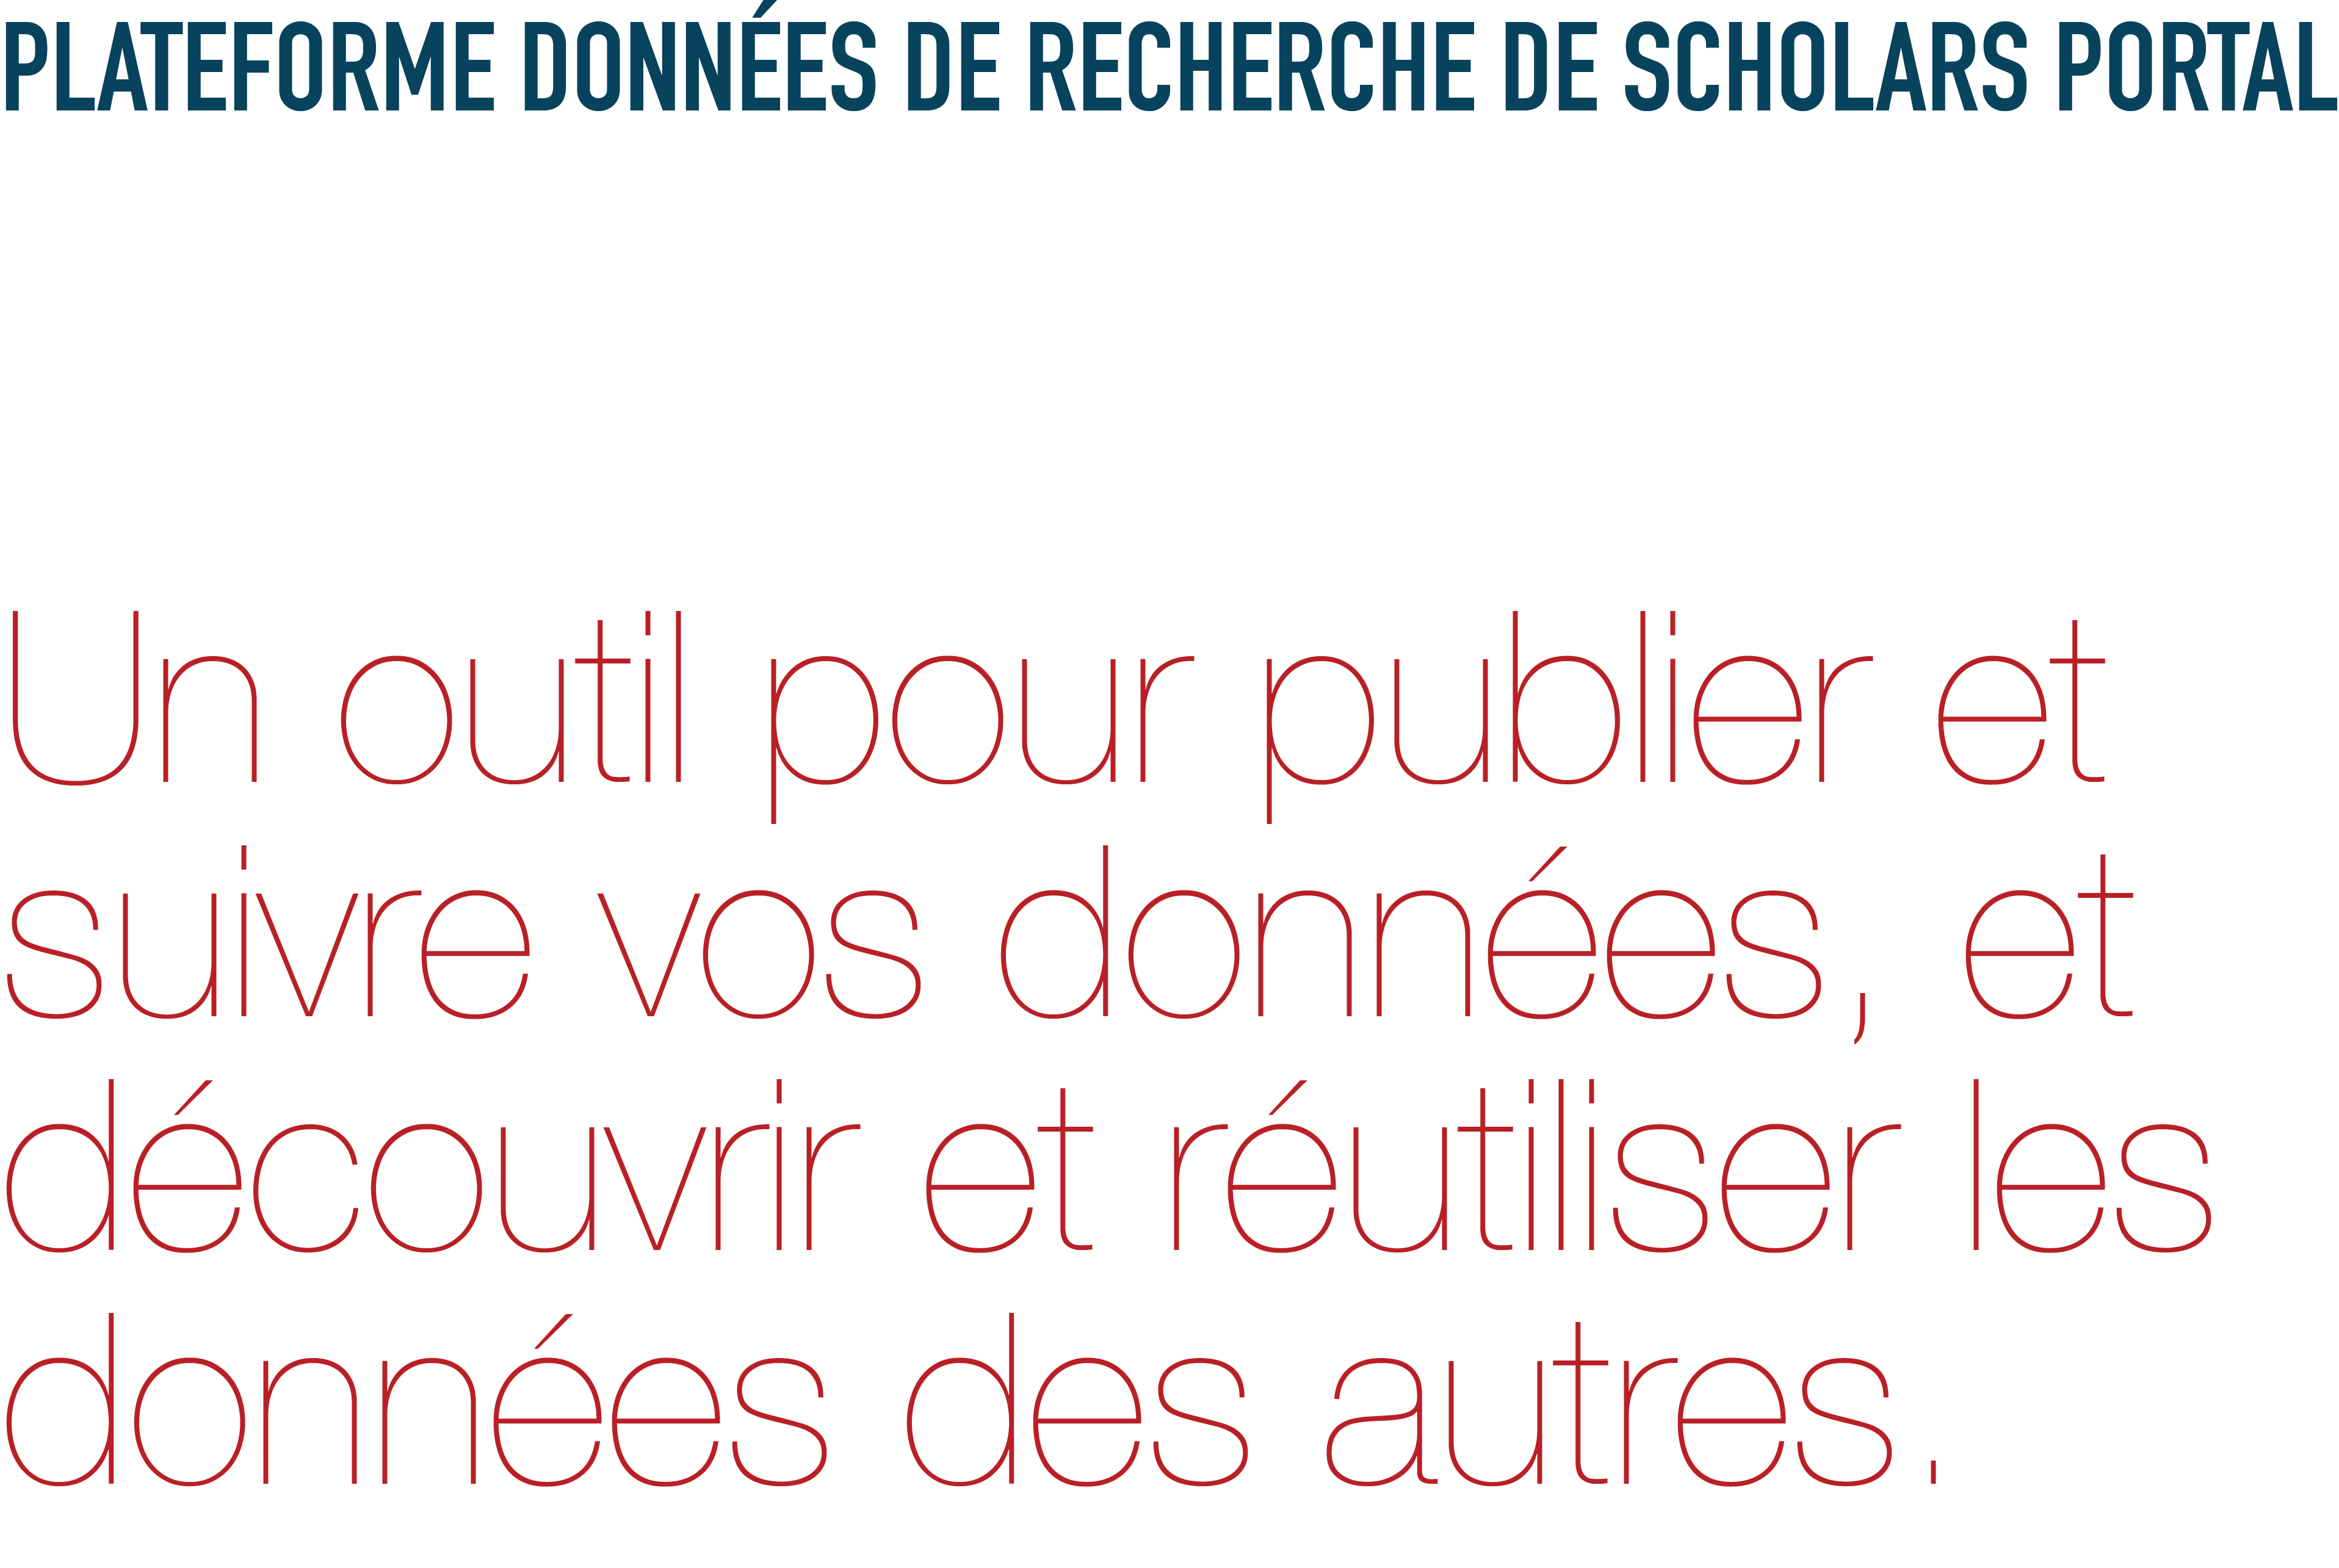 PLATEFORME DONNÉES DE RECHERCHE DE SCHOLARS PORTAL
Un outil pour publier et
suivre vos données, et
découvrir et réutiliser les
données des autres.